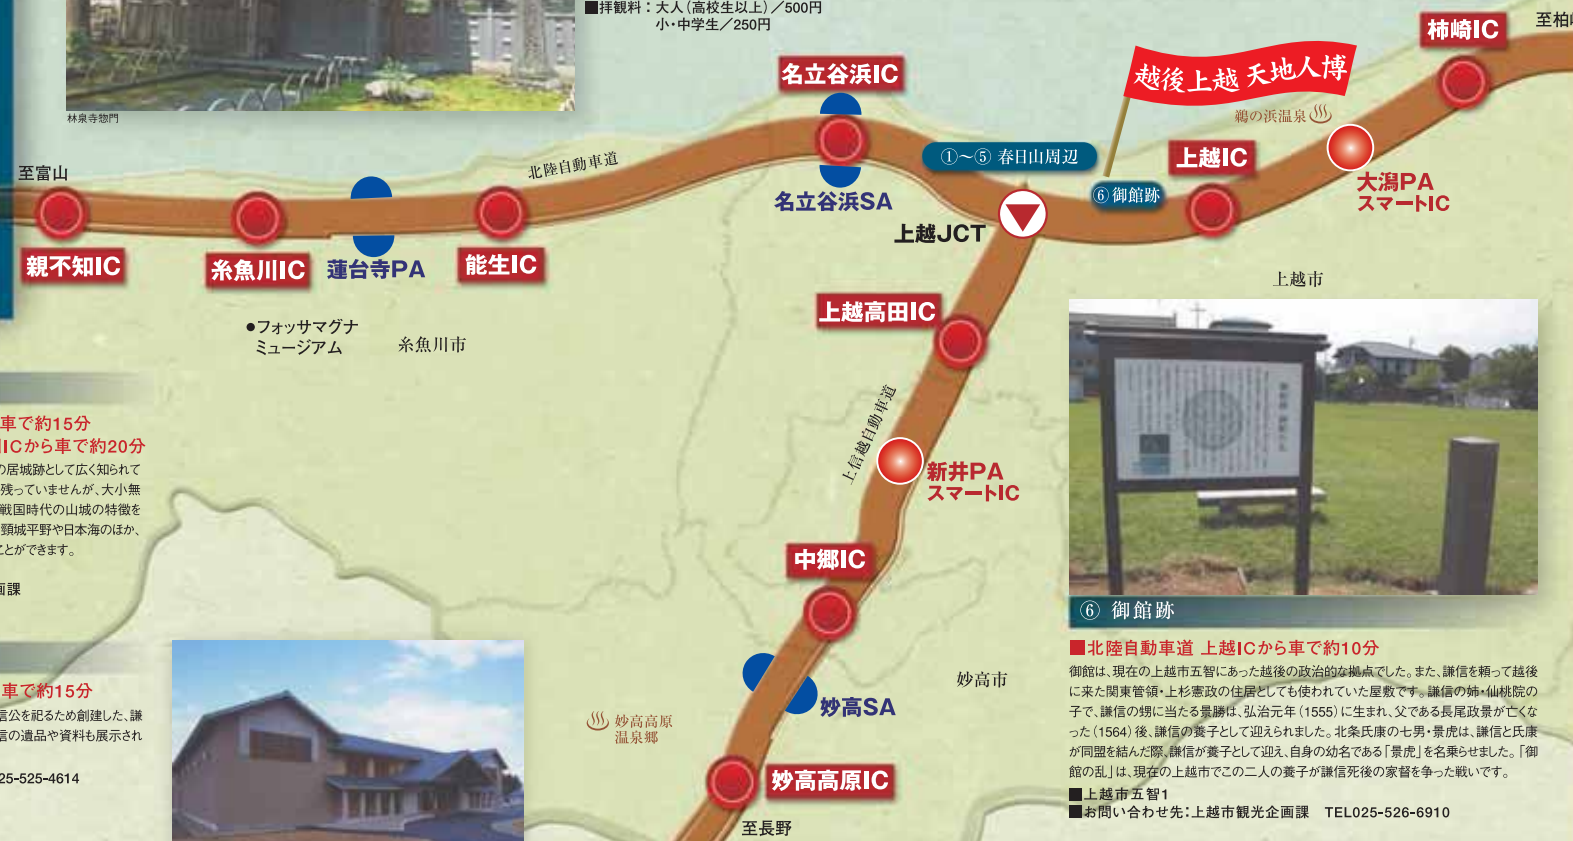 ■拝観料：大人（高校生以上）／500円
小・中学生／250円
林泉寺惣門
至富山
親不知IC
糸魚川IC
蓮台寺PA
能生IC
北陸自動車道
名立谷浜IC
名立谷浜SA
①〜⑤ 春日山周辺
上越JCT
越後上越 天地人博
⑥御館跡
鵜の浜温泉
上越IC
大潟PA
スマートIC
柿崎IC
至柏崎
上越市
●フォッサマグナ
ミュージアム
糸魚川市
上越高田IC
上信越自動車道
新井PA
スマートIC
中郷IC
妙高SA
妙高市
妙高高原
温泉郷
妙高高原IC
至長野
車で約15分
ICから車で約20分
の居城跡として広く知られて
残っていませんが、大小無
戦国時代の山城の特徴を
頸城平野や日本海のほか、
ことができます。
画課
車で約15分
信公を祀るため創建した、謙
信の遺品や資料も展示され
25-525-4614
⑥ 御館跡
■北陸自動車道 上越ICから車で約10分
御館は、現在の上越市五智にあった越後の政治的な拠点でした。また、謙信を頼って越後
に来た関東管領・上杉憲政の住居としても使われていた屋敷です。謙信の姉・仙桃院の
子で、謙信の甥に当たる景勝は、弘治元年（1555）に生まれ、父である長尾政景が亡くな
った（1564）後、謙信の養子として迎えられました。北条氏康の七男・景虎は、謙信と氏康
が同盟を結んだ際、謙信が養子として迎え、自身の幼名である「景虎」を名乗らせました。「御
館の乱」は、現在の上越市でこの二人の養子が謙信死後の家督を争った戦いです。
■上越市五智1
■お問い合わせ先：上越市観光企画課 TEL025-526-6910